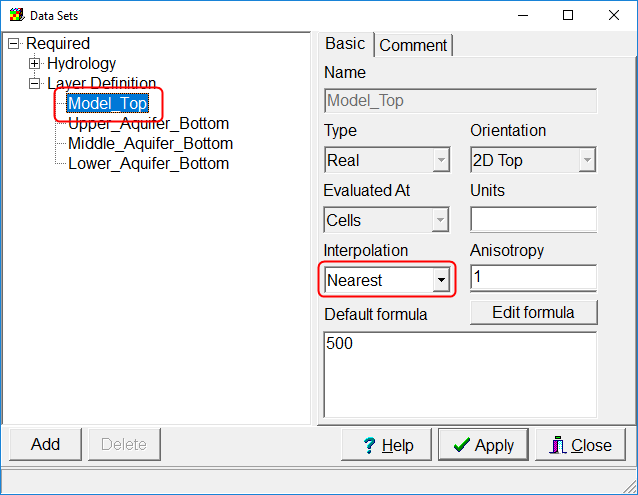 Data Sets
Required
Hydrology
Layer Definition
Model_Top
Upper_Aquifer_Bottom
Middle_Aquifer_Bottom
Lower_Aquifer_Bottom
Basic Comment
Name
Model_Top
Type Orientation
Real 2D Top
Evaluated At Units
Cells
Interpolation Anisotropy
Nearest 1
Default formula Edit formula
500
Add Delete ? Help Apply Close